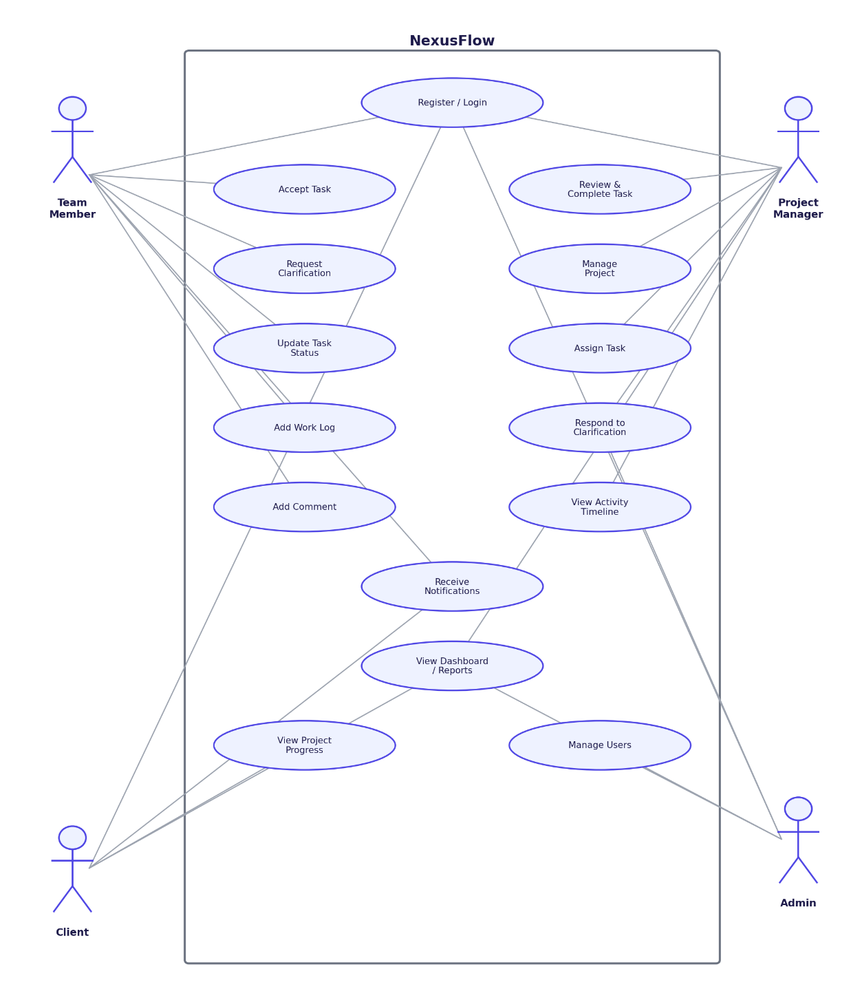 NexusFlow
Register / Login
Team
Member
Accept Task
Review &
Complete Task
Project
Manager
Request
Clarification
Manage
Project
Update Task
Status
Assign Task
Add Work Log
Respond to
Clarification
Add Comment
View Activity
Timeline
Receive
Notifications
View Dashboard
/ Reports
View Project
Progress
Manage Users
Admin
Client